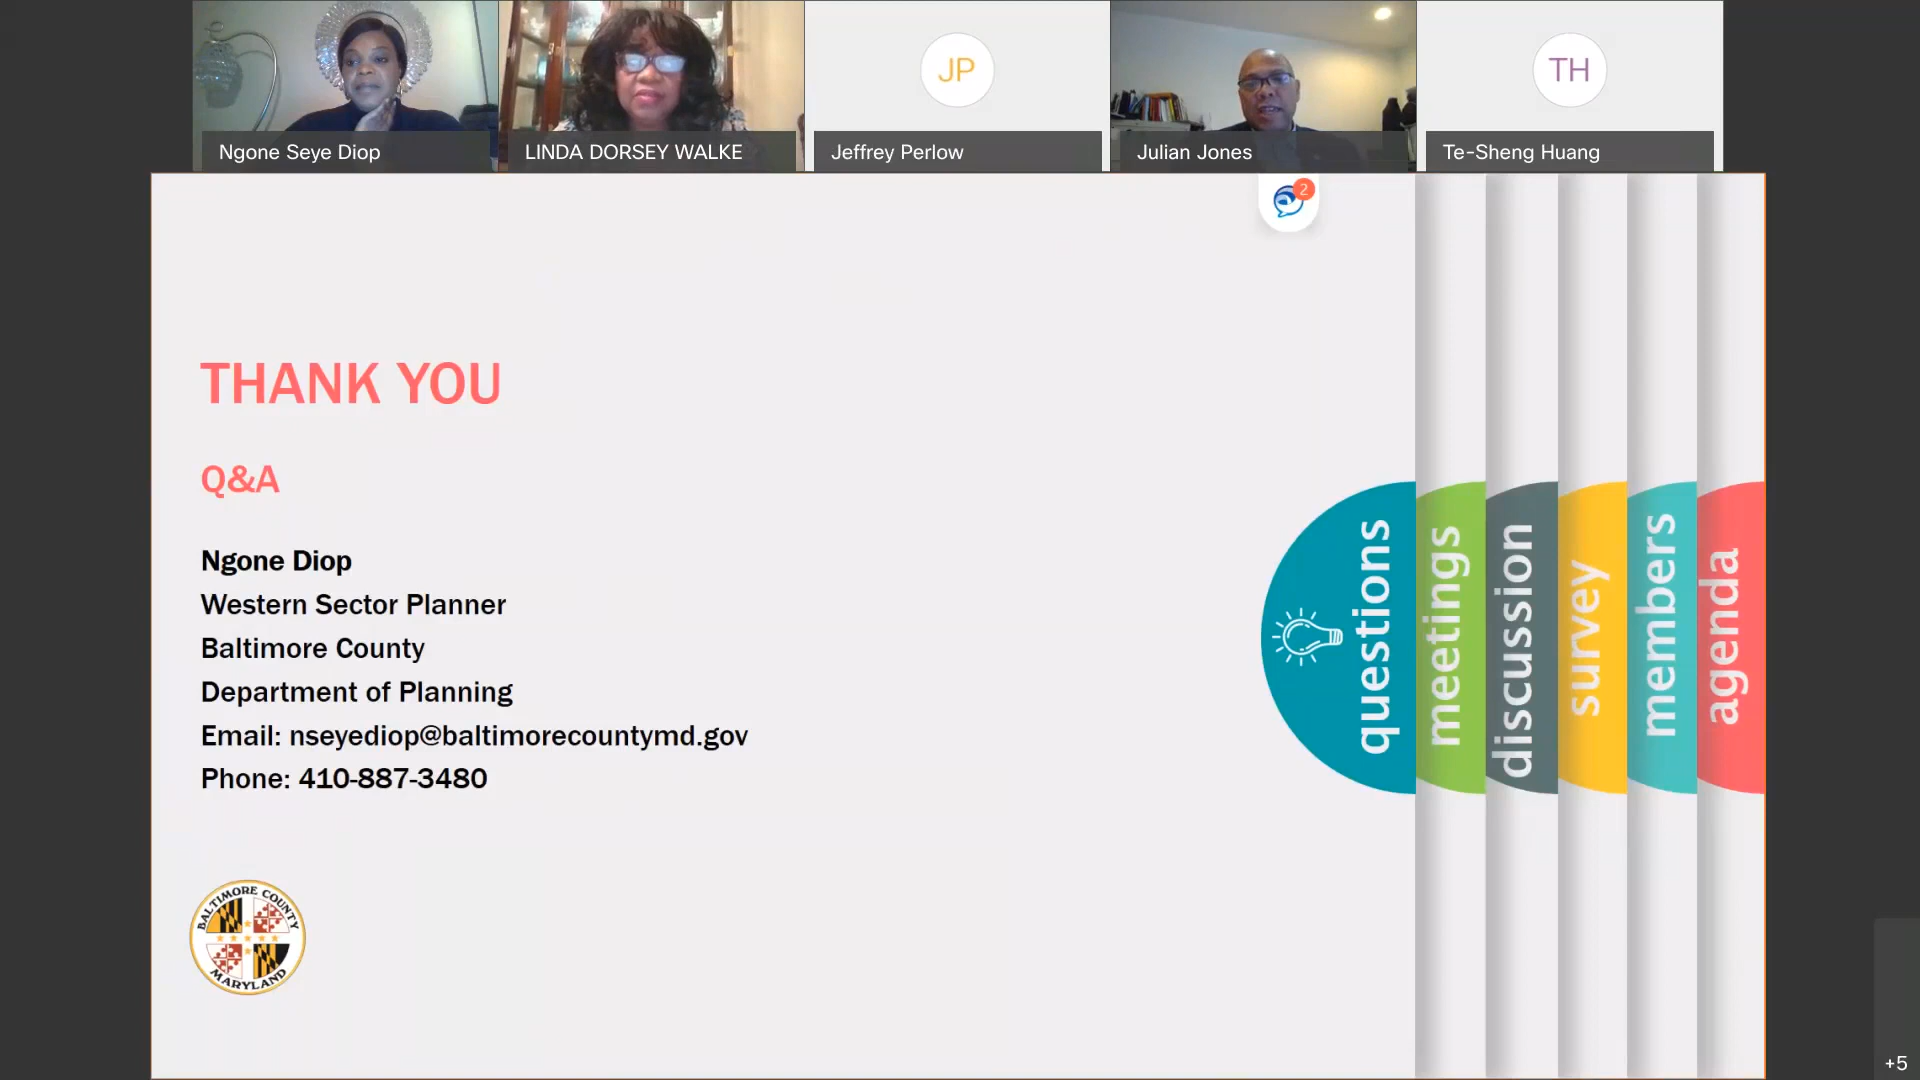 Ngone Seye Diop
LINDA DORSEY WALKE
JP
Jeffrey Perlow
Julian Jones
TH
Te-Sheng Huang
2
THANK YOU
Q&A
Ngone Diop
Western Sector Planner
Baltimore County
Department of Planning
Email: nseyediop@baltimorecountymd.gov
Phone: 410-887-3480
questions
meetings
discussion
survey
members
agenda
BALTIMORE COUNTY
MARYLAND
+5